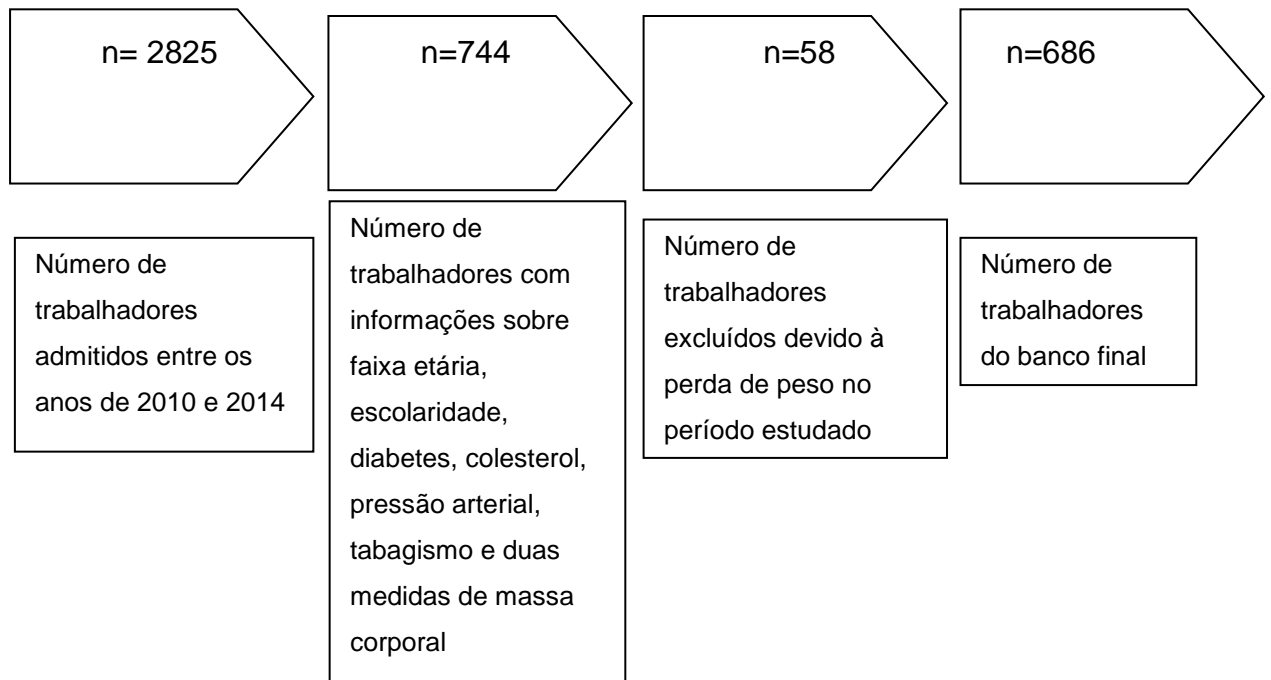 n= 2825
Número de
trabalhadores
admitidos entre os
anos de 2010 e 2014
n=744
Número de
trabalhadores com
informações sobre
faixa etária,
escolaridade,
diabetes, colesterol,
pressão arterial,
tabagismo e duas
medidas de massa
corporal
n=58
Número de
trabalhadores
excluídos devido à
perda de peso no
período estudado
n=686
Número de
trabalhadores
do banco final